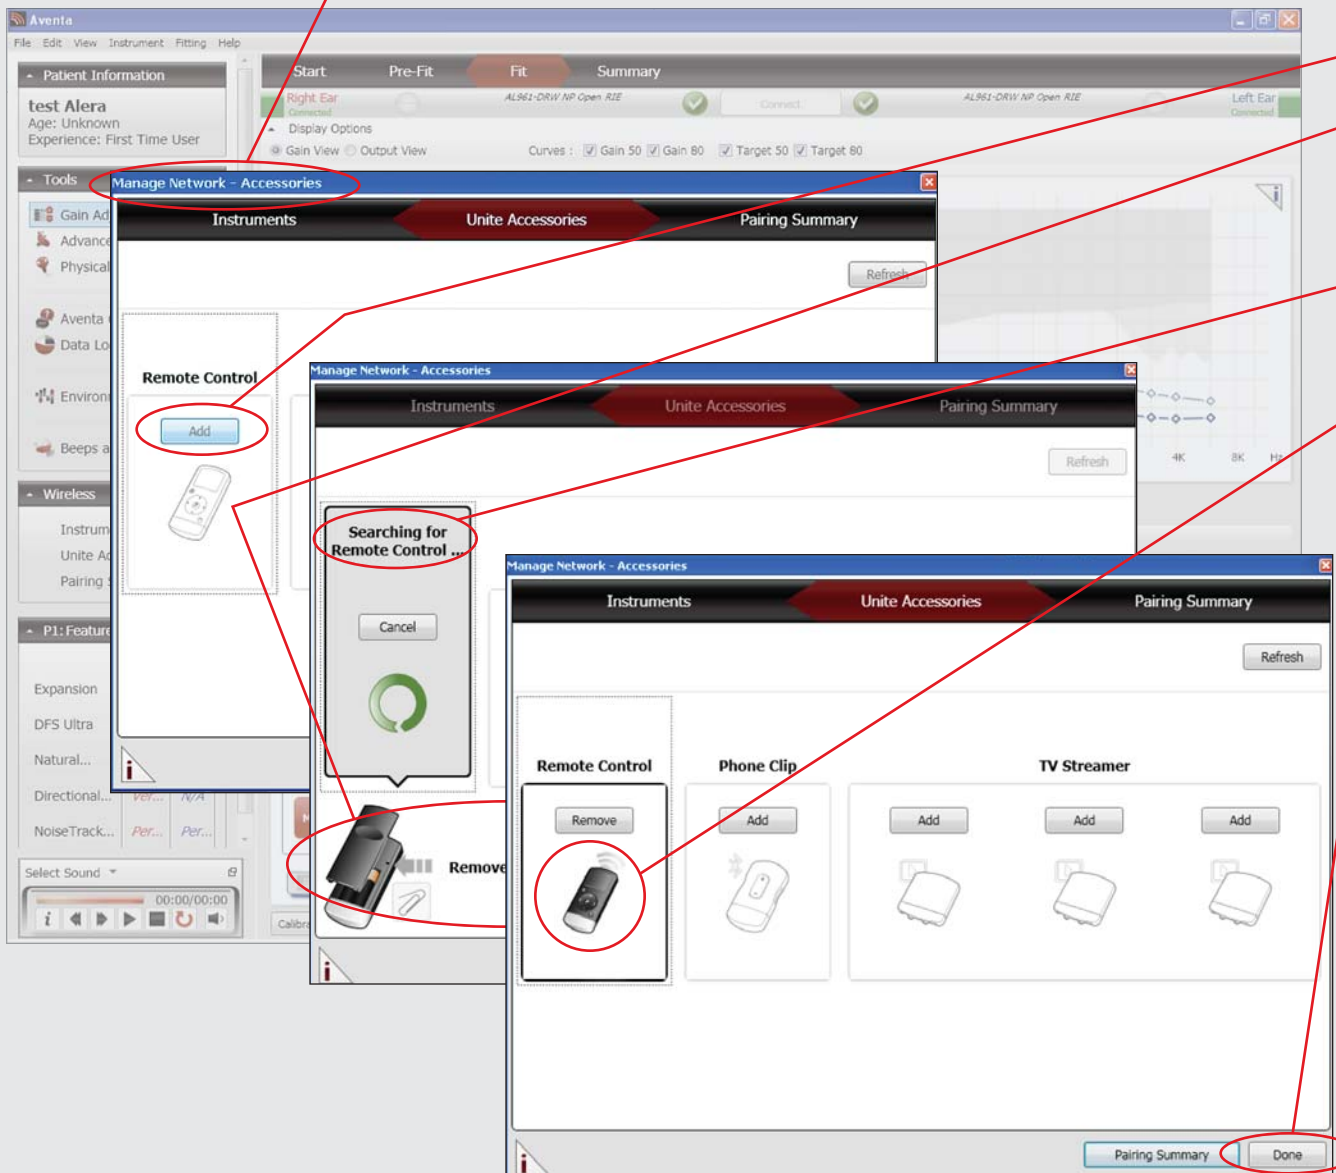 Aventa
File Edit View Instrument Fitting Help
Patient Information
test Alera
Age: Unknown
Experience: First Time User
Start Pre-Fit Fit Summary
Right Ear
Connected
AL961-DRW NP Open RIE
Connect
AL961-DRW NP Open RIE
Left Ear
Connected
Display Options
Gain View Output View Curves : Gain 50 Gain 80 Target 50 Target 80
Tools
Gain Ad
Advance
Physical
Aventa
Data Lo
Environ
Beeps a
Wireless
Instrum
Unite Ac
Pairing S
P1: Feature
Expansion
DFS Ultra
Natural...
Directional... Ver... N/A
NoiseTrack... Per... Per...
Select Sound
00:00/00:00
Calibra
4K 8K Hz
Manage Network - Accessories
Instruments Unite Accessories Pairing Summary
Refresh
Remote Control
Add
Manage Network - Accessories
Instruments Unite Accessories Pairing Summary
Refresh
Searching for
Remote Control ...
Cancel
Remove
Manage Network - Accessories
Instruments Unite Accessories Pairing Summary
Refresh
Remote Control Phone Clip TV Streamer
Remove Add Add Add Add
Pairing Summary Done